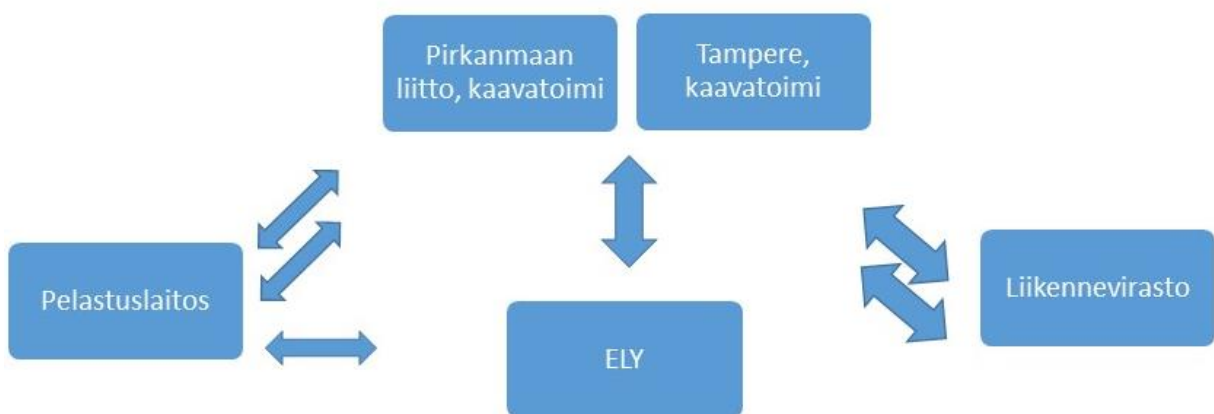 Pirkanmaan
liitto, kaavatoimi
Tampere,
kaavatoimi
Pelastuslaitos
Liikennevirasto
ELY